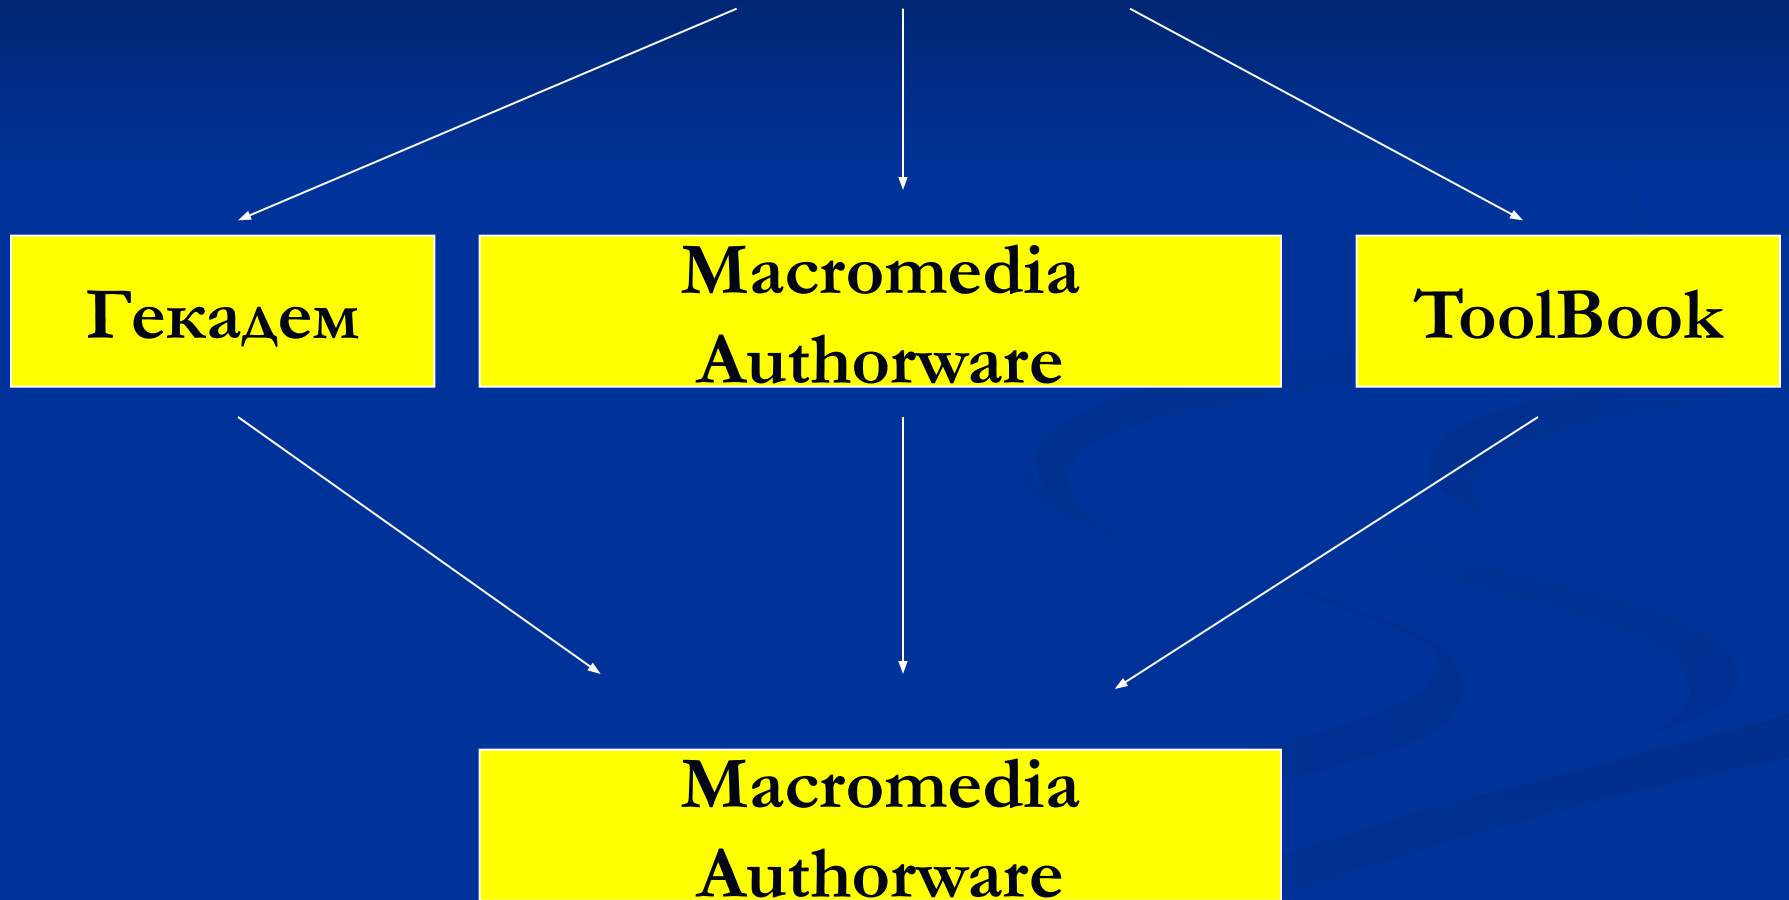 Гекадем
Macromedia
Authorware
ToolBook
Macromedia
Authorware